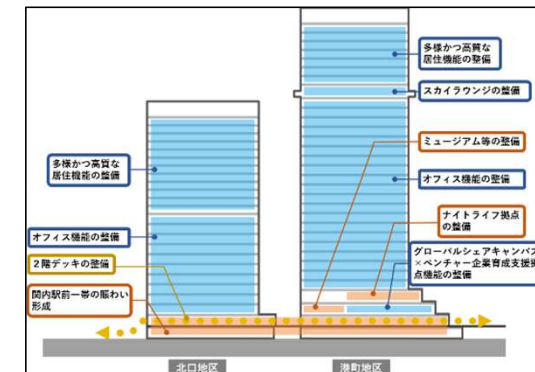 多様かつ高質な
居住機能の整備
スカイラウンジの整備
ミュージアム等の整備
多様かつ高質な
居住機能の整備
オフィス機能の整備
ナイトライフ拠点
の整備
オフィス機能の整備
グローバルシェアキャンパス
×ベンチャー企業育成支援拠
点機能の整備
2階デッキの整備
関内駅前一帯の賑わい
形成
北口地区
港町地区